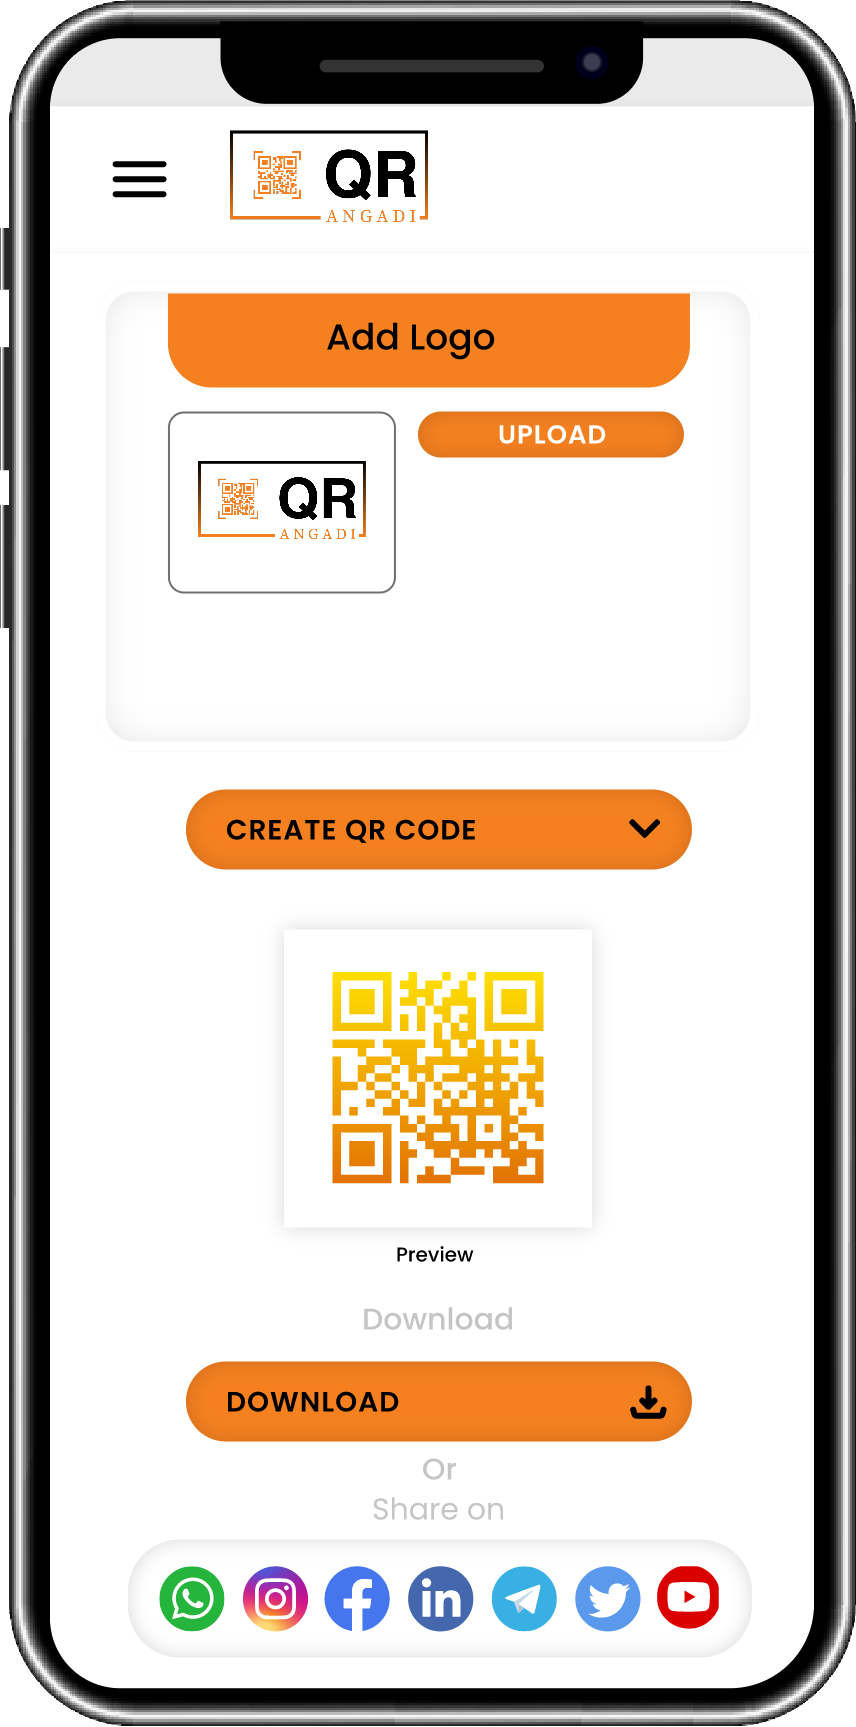 QR
ANGADI
Add Logo
UPLOAD
QR
ANGADI
CREATE QR CODE
Preview
Download
DOWNLOAD
Or
Share on
in